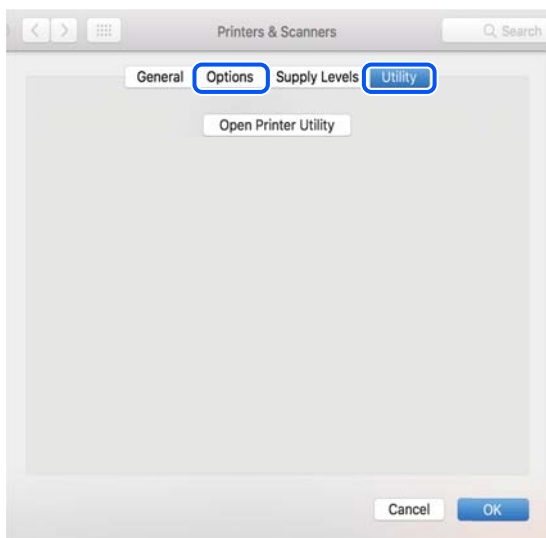 Printers & Scanners
Search
General Options Supply Levels Utility
Open Printer Utility
Cancel OK